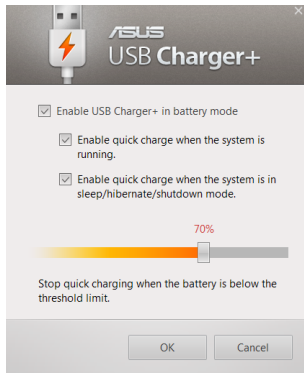 ASUS
USB Charger+
Enable USB Charger+ in battery mode
Enable quick charge when the system is
running.
Enable quick charge when the system is in
sleep/hibernate/shutdown mode.
70%
Stop quick charging when the battery is below the
threshold limit.
OK Cancel